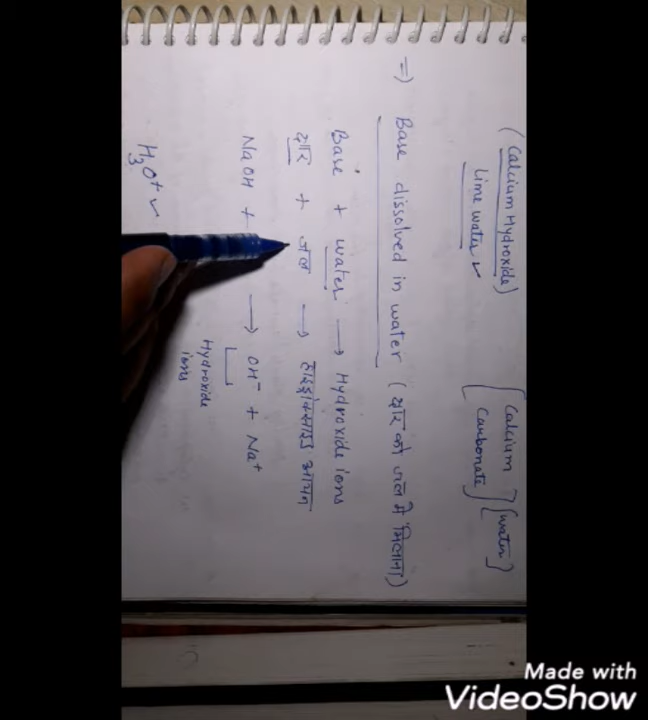 (Calcium Hydroxide)
Lime water ✓
[Calcium Carbonate] [water]
=) Base dissolved in water (क्षार को जल में मिलाना)
Base + water → Hydroxide ions
क्षार + जल → हाइड्रोक्साइड आयन
NaOH + → OH⁻ + Na⁺
Hydroxide
ions
H₃O⁺ ✓
Made with
VideoShow